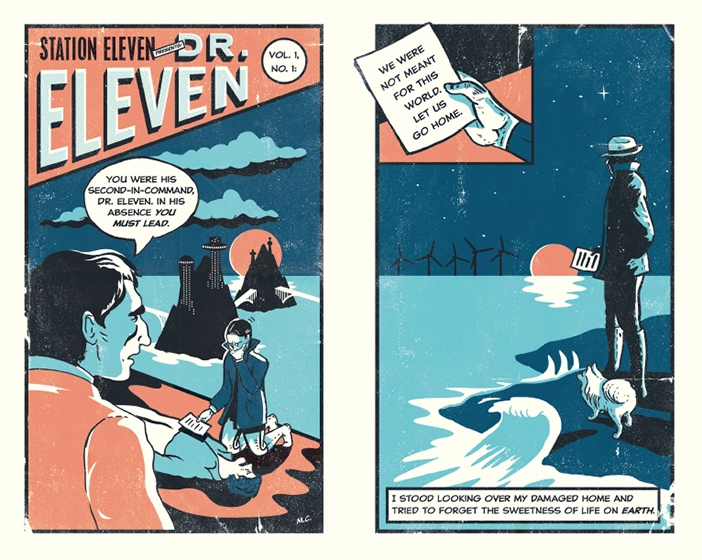 STATION ELEVEN PRESENTS: DR.
ELEVEN
VOL. 1,
NO. 1:
YOU WERE HIS
SECOND-IN-COMMAND,
DR. ELEVEN. IN HIS
ABSENCE YOU
MUST LEAD.
M.C.
WE WERE
NOT MEANT
FOR THIS
WORLD.
LET US
GO HOME.
I STOOD LOOKING OVER MY DAMAGED HOME AND
TRIED TO FORGET THE SWEETNESS OF LIFE ON EARTH.